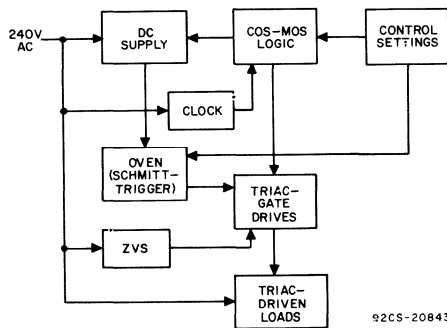 240V
AC
DC
SUPPLY
COS-MOS
LOGIC
CONTROL
SETTINGS
CLOCK
OVEN
(SCHMITT-
TRIGGER)
TRIAC-
GATE
DRIVES
ZVS
TRIAC-
DRIVEN
LOADS
92CS-20843